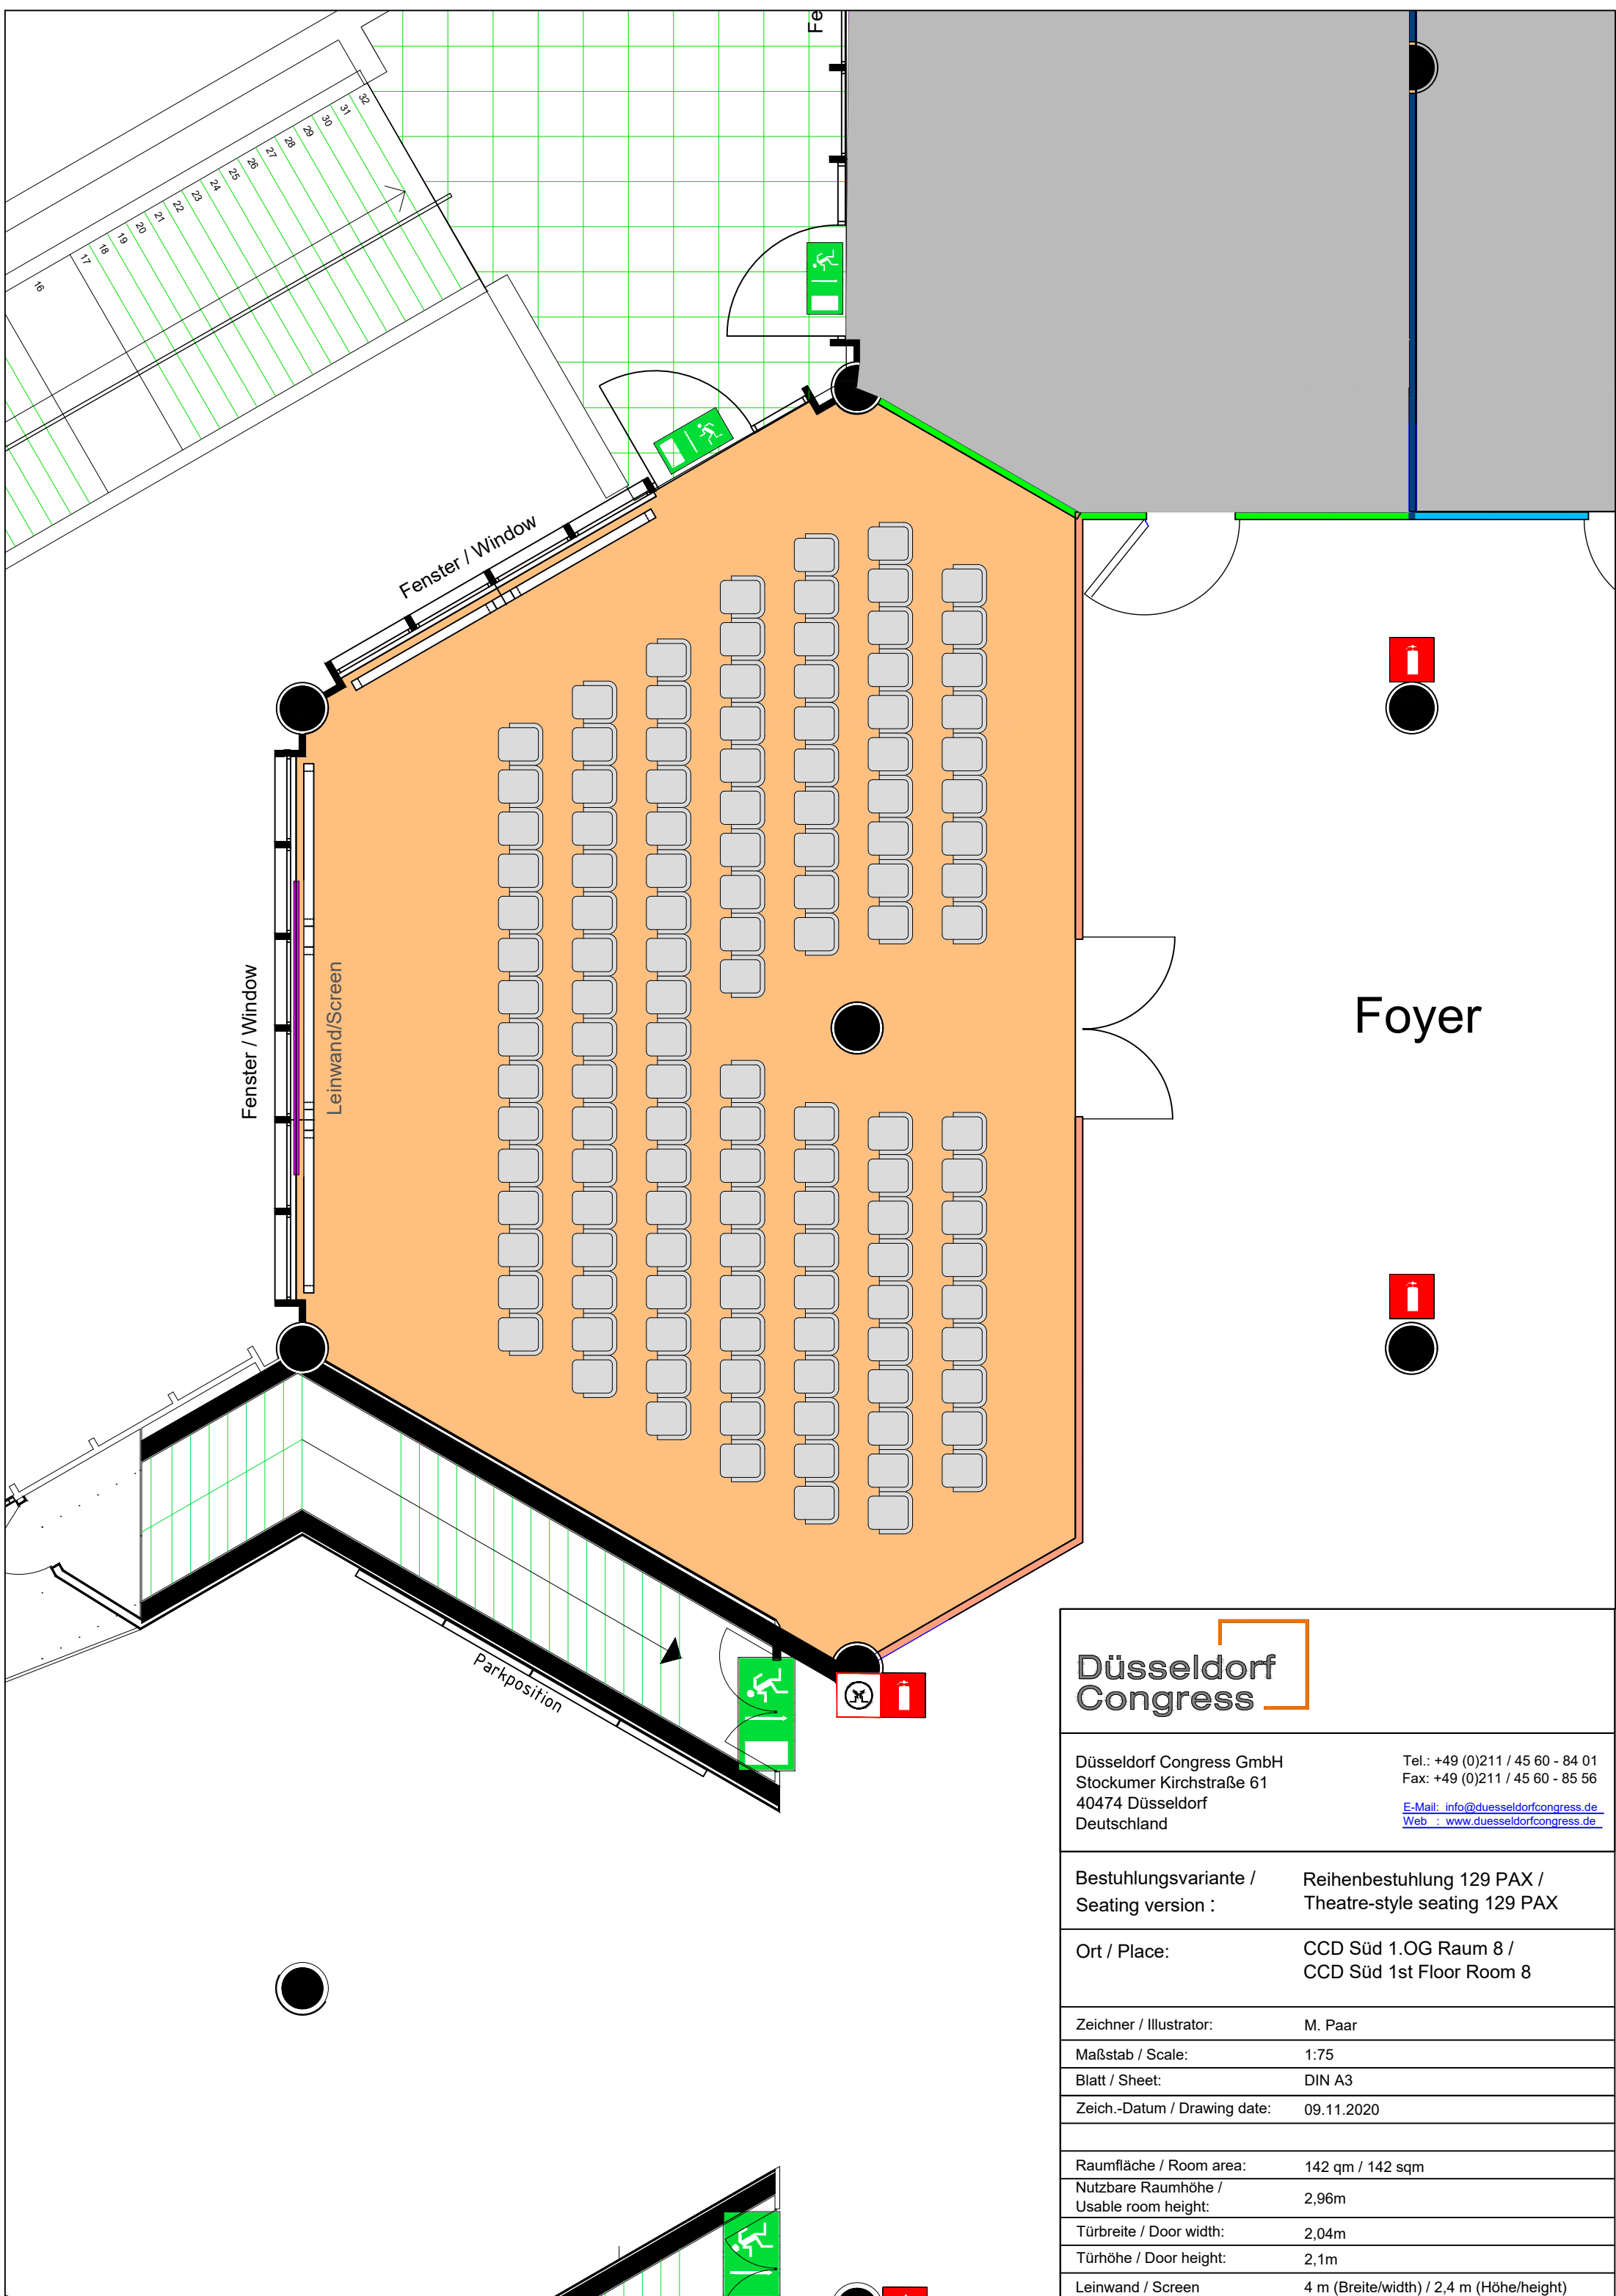 Fe
32
31
30
29
28
27
26
25
24
23
22
21
20
19
18
17
16
Fenster / Window
Fenster / Window
Leinwand/Screen
Foyer
Parkposition
Düsseldorf
Congress
Düsseldorf Congress GmbH
Stockumer Kirchstraße 61
40474 Düsseldorf
Deutschland
Tel.: +49 (0)211 / 45 60 - 84 01
Fax: +49 (0)211 / 45 60 - 85 56
E-Mail: info@duesseldorfcongress.de
Web : www.duesseldorfcongress.de
Bestuhlungsvariante /
Seating version :
Reihenbestuhlung 129 PAX /
Theatre-style seating 129 PAX
Ort / Place:
CCD Süd 1.OG Raum 8 /
CCD Süd 1st Floor Room 8
Zeichner / Illustrator: M. Paar
Maßstab / Scale: 1:75
Blatt / Sheet: DIN A3
Zeich.-Datum / Drawing date: 09.11.2020
Raumfläche / Room area: 142 qm / 142 sqm
Nutzbare Raumhöhe /
Usable room height: 2,96m
Türbreite / Door width: 2,04m
Türhöhe / Door height: 2,1m
Leinwand / Screen 4 m (Breite/width) / 2,4 m (Höhe/height)